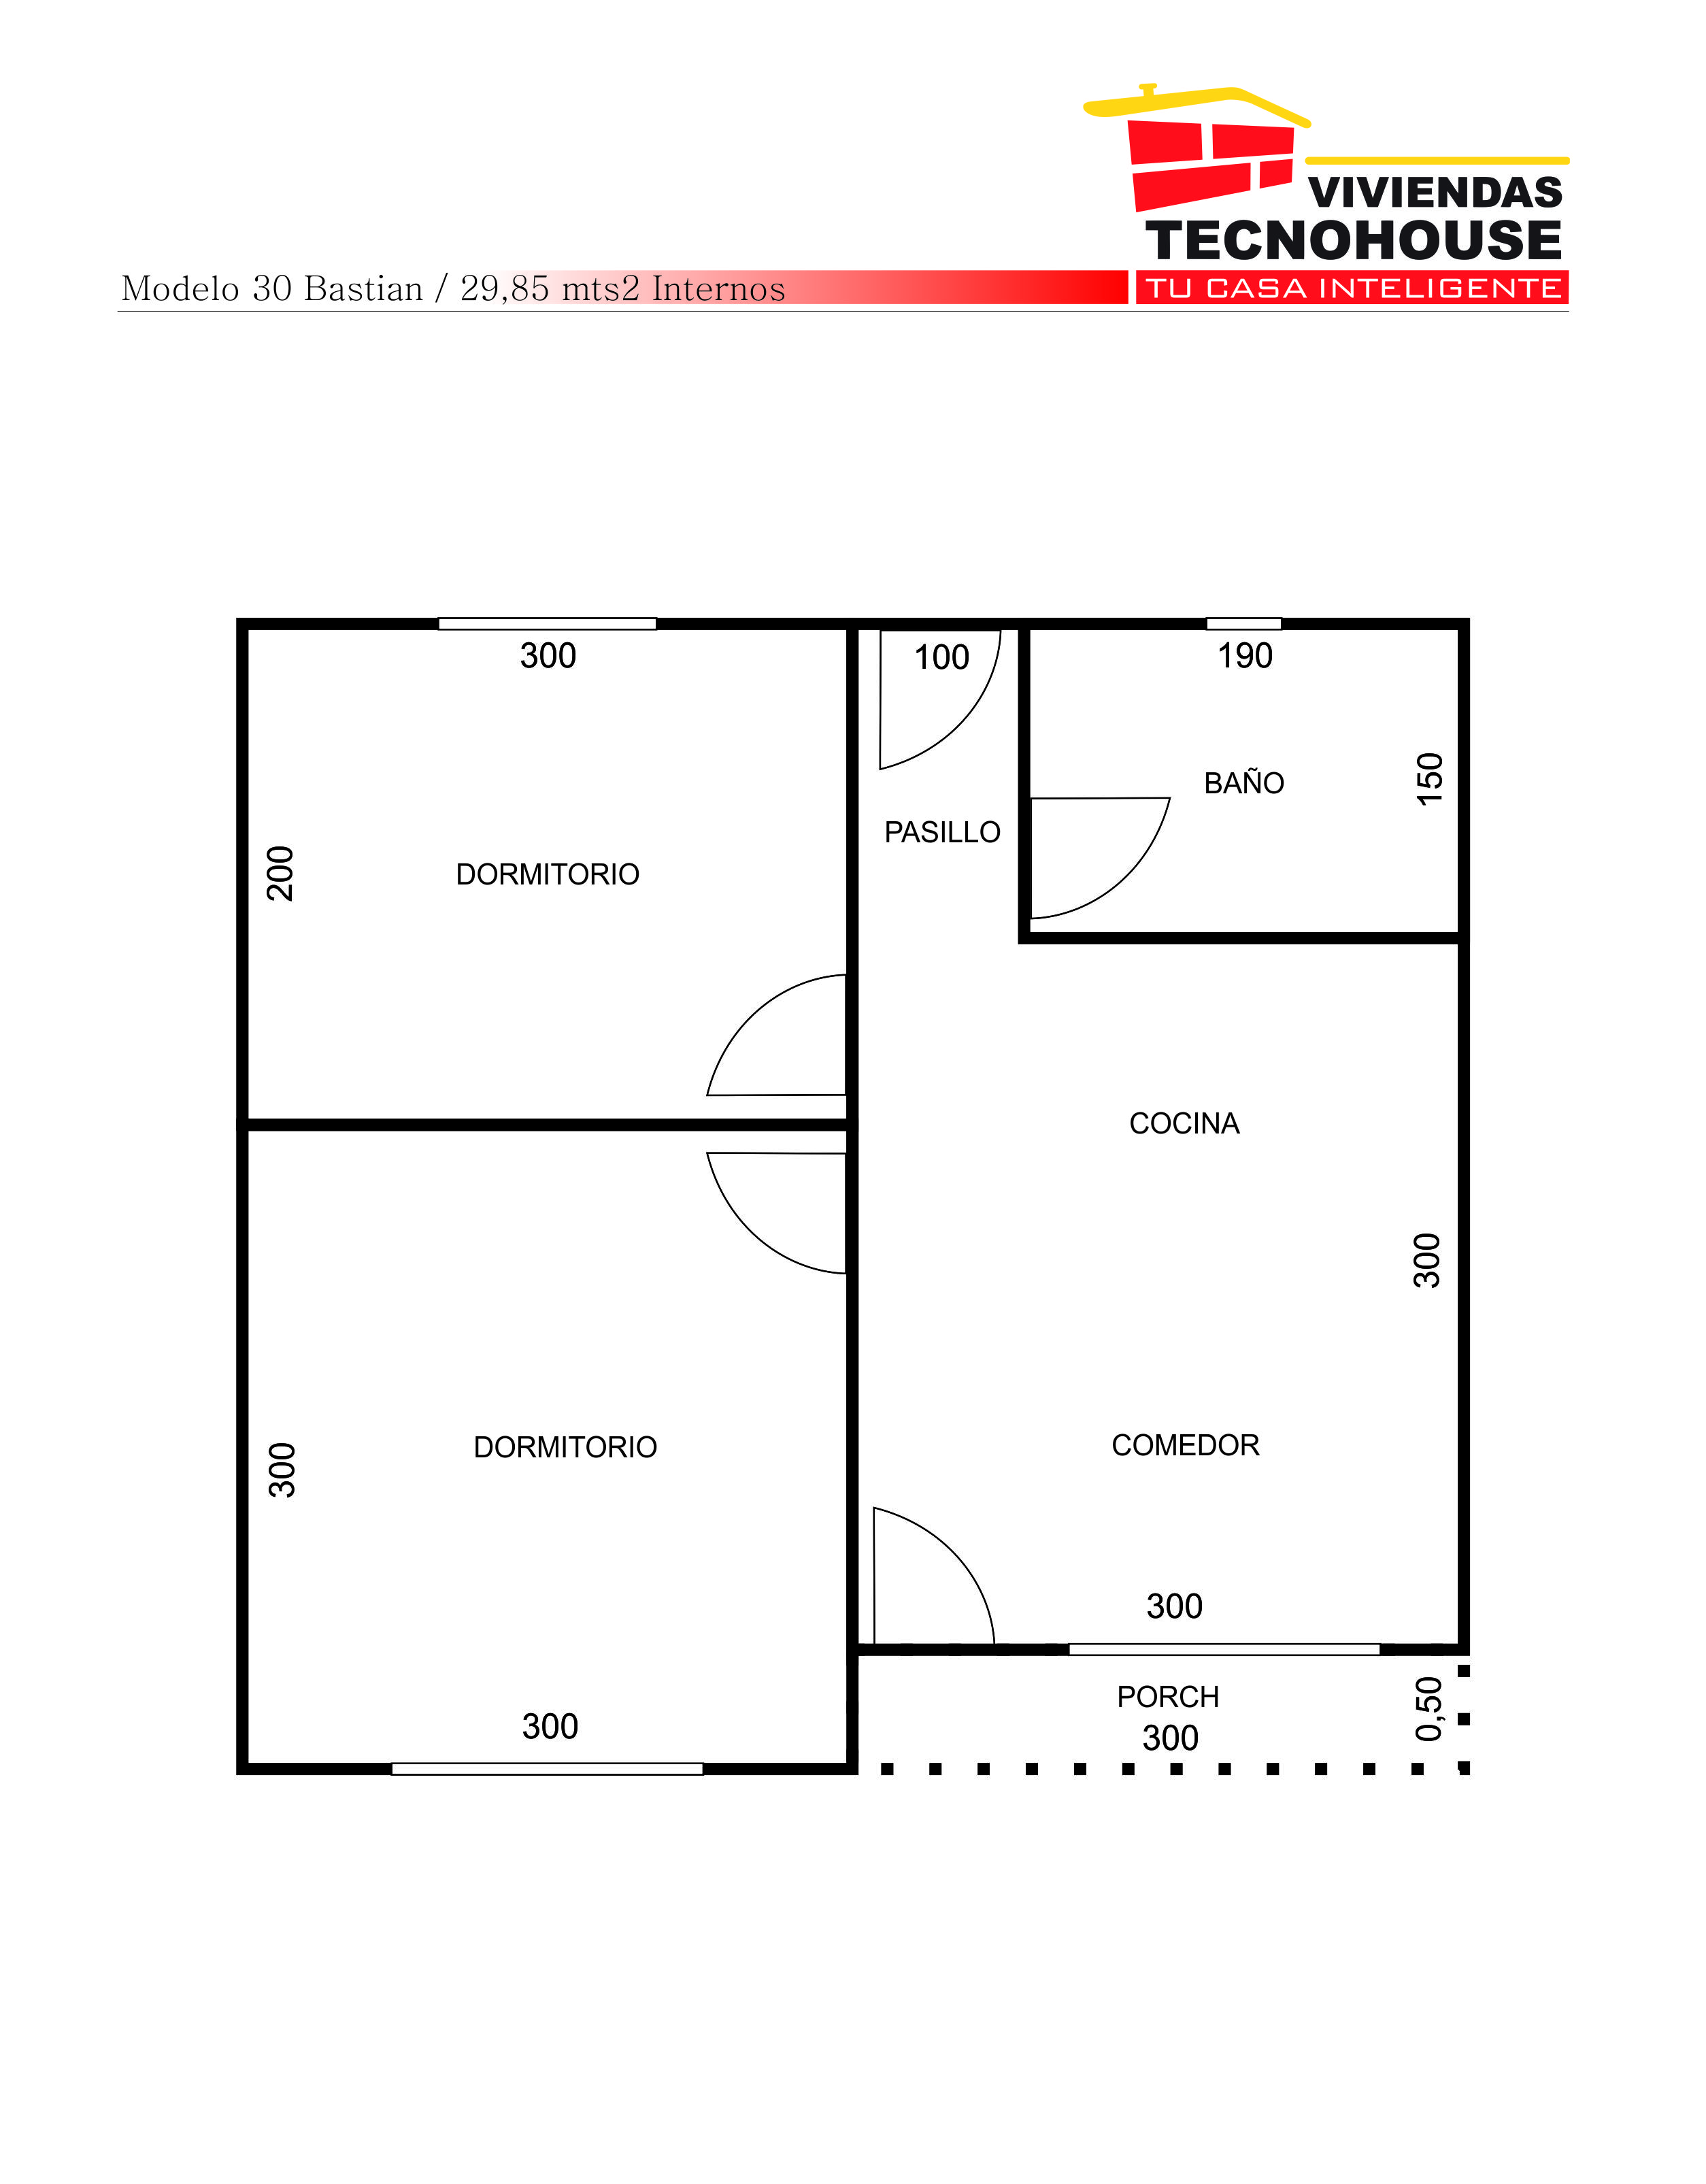 VIVIENDAS
TECNOHOUSE
TU CASA INTELIGENTE
Modelo 30 Bastian / 29,85 mts2 Internos
300
100
190
BAÑO
150
PASILLO
200
DORMITORIO
COCINA
300
300
DORMITORIO
COMEDOR
300
PORCH
0,50
300
300